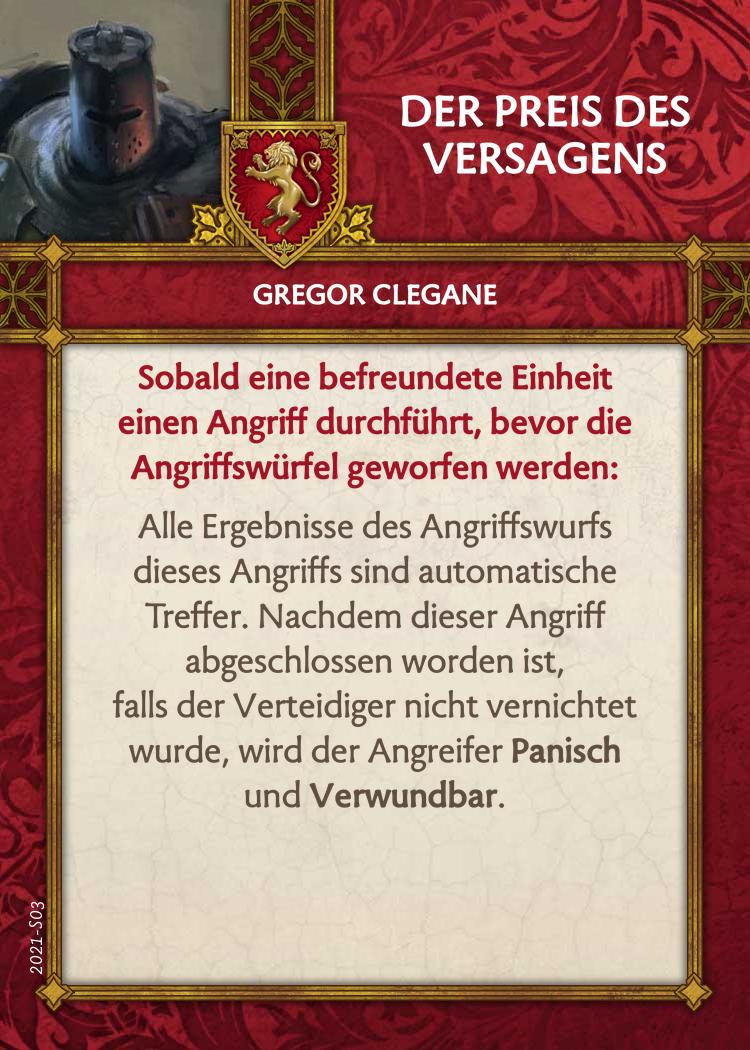 DER PREIS DES
VERSAGENS
GREGOR CLEGANE
Sobald eine befreundete Einheit
einen Angriff durchführt, bevor die
Angriffswürfel geworfen werden:
Alle Ergebnisse des Angriffswurfs
dieses Angriffs sind automatische
Treffer. Nachdem dieser Angriff
abgeschlossen worden ist,
falls der Verteidiger nicht vernichtet
wurde, wird der Angreifer Panisch
und Verwundbar.
2021-S03